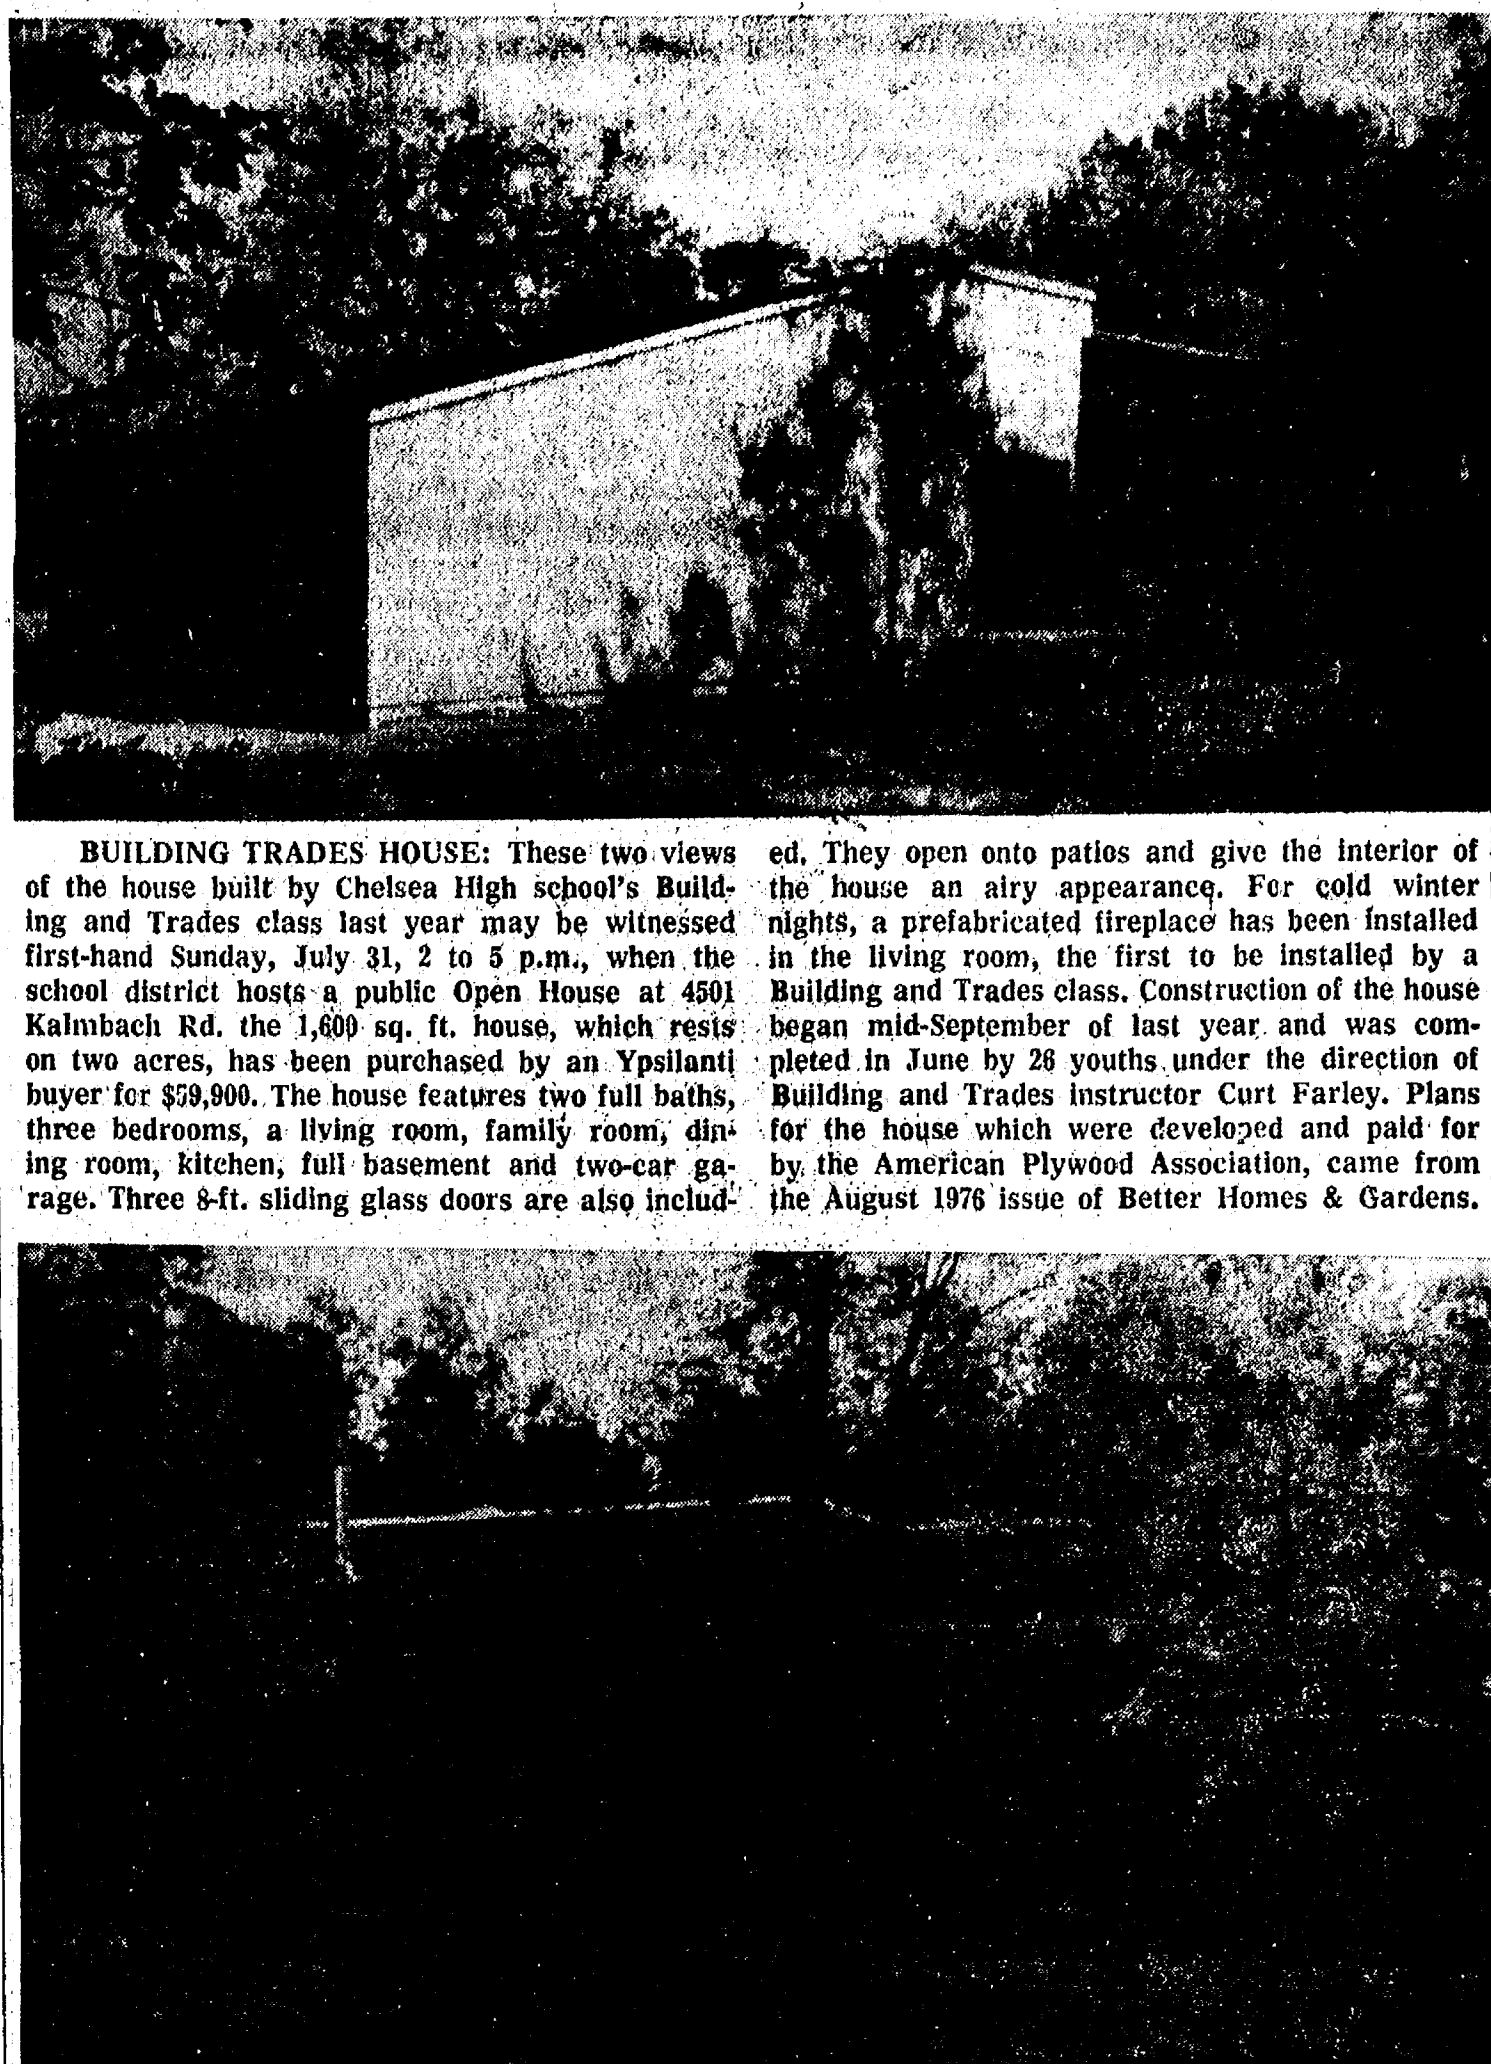 BUILDING TRADES HOUSE: These two views
of the house built by Chelsea High school's Build-
ing and Trades class last year may be witnessed
first-hand Sunday, July 31, 2 to 5 p.m., when the
school district hosts a public Open House at 4501
Kalmbach Rd. the 1,600 sq. ft. house, which rests
on two acres, has been purchased by an Ypsilanti
buyer for $59,900. The house features two full baths,
three bedrooms, a living room, family room, din-
ing room, kitchen, full basement and two-car ga-
rage. Three 8-ft. sliding glass doors are also includ-
ed. They open onto patios and give the interior of
the house an airy appearance. For cold winter
nights, a prefabricated fireplace has been installed
in the living room, the first to be installed by a
Building and Trades class. Construction of the house
began mid-September of last year and was com-
pleted in June by 26 youths under the direction of
Building and Trades instructor Curt Farley. Plans
for the house which were developed and paid for
by the American Plywood Association, came from
the August 1976 issue of Better Homes & Gardens.